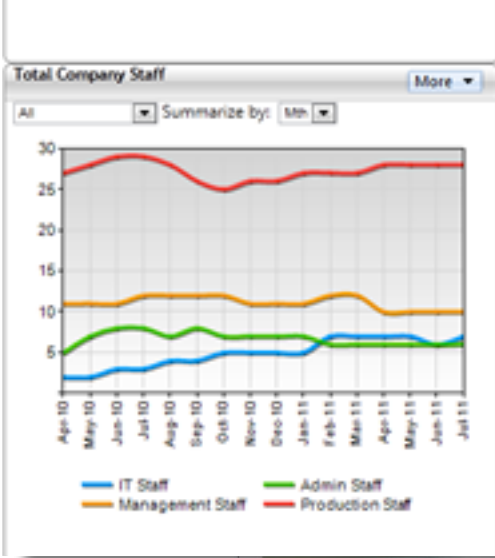 Total Company Staff
More
All Summarize by: Mth
30
25
20
15
10
5
Apr-10 May-10 Jun-10 Jul-10 Aug-10 Sep-10 Oct-10 Nov-10 Dec-10 Jan-11 Feb-11 Mar-11 Apr-11 May-11 Jun-11 Jul-11
IT Staff Admin Staff
Management Staff Production Staff